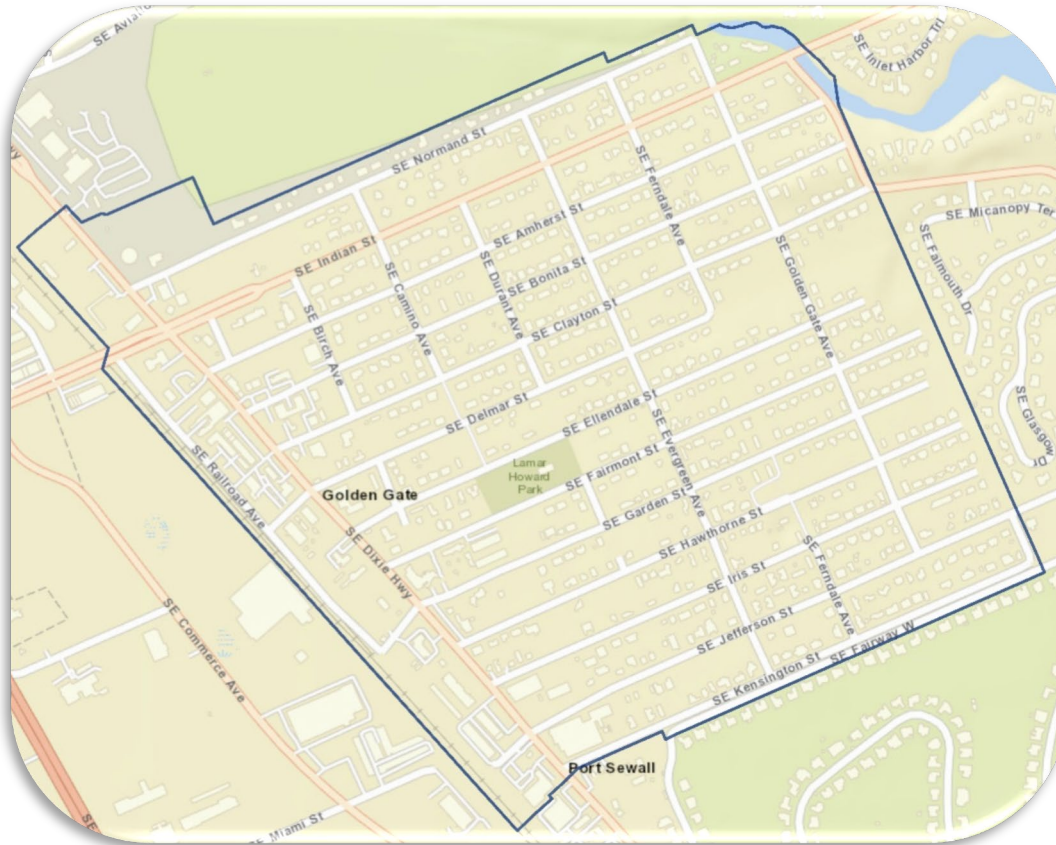 SE Inlet Harbor Trl
SE Normand St
SE Ferndale Ave
SE Amherst St
SE Micanopy Ter
SE Indian St
SE Golden Gate Ave
SE Falmouth Dr
SE Durant Ave
SE Bonita St
SE Camino Ave
SE Birch Ave
SE Clayton St
SE Delmar St
SE Ellendale St
SE Evergreen Ave
SE Glasgow
Dr
Lamar
Howard
Park
SE Fairmont St
SE Railroad Ave
Golden Gate
SE Garden St
SE Dixie Hwy
SE Hawthorne St
SE Iris St
SE Ferndale Ave
SE Commerce Ave
SE Jefferson St
SE Fairway W
SE Kensington St
Port Sewall
SE Miami St